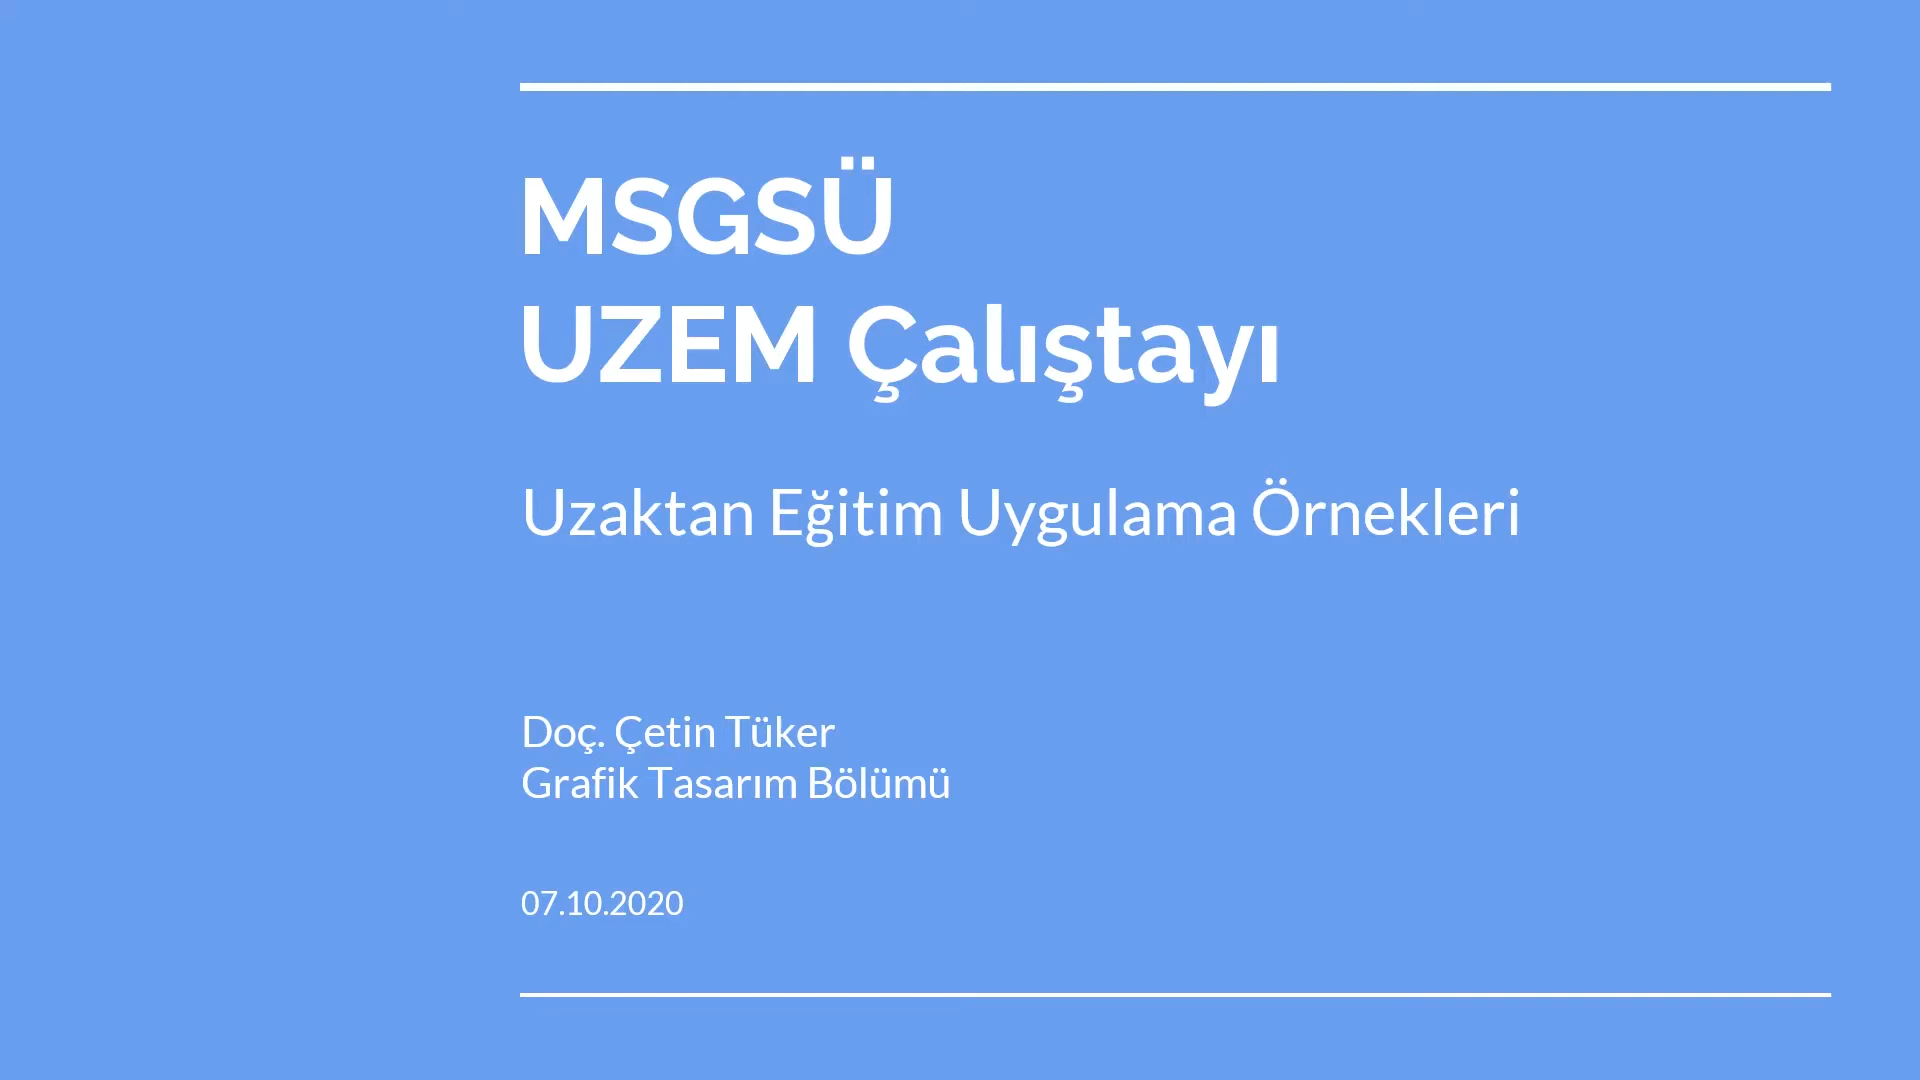 MSGSÜ
UZEM Çalıştayı
Uzaktan Eğitim Uygulama Örnekleri
Doç. Çetin Tüker
Grafik Tasarım Bölümü
07.10.2020